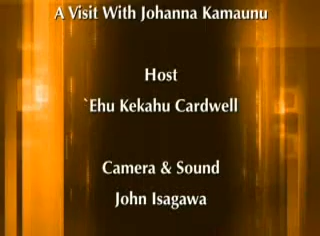 A Visit With Johanna Kamaunu
Host
`Ehu Kekahu Cardwell
Camera & Sound
John Isagawa